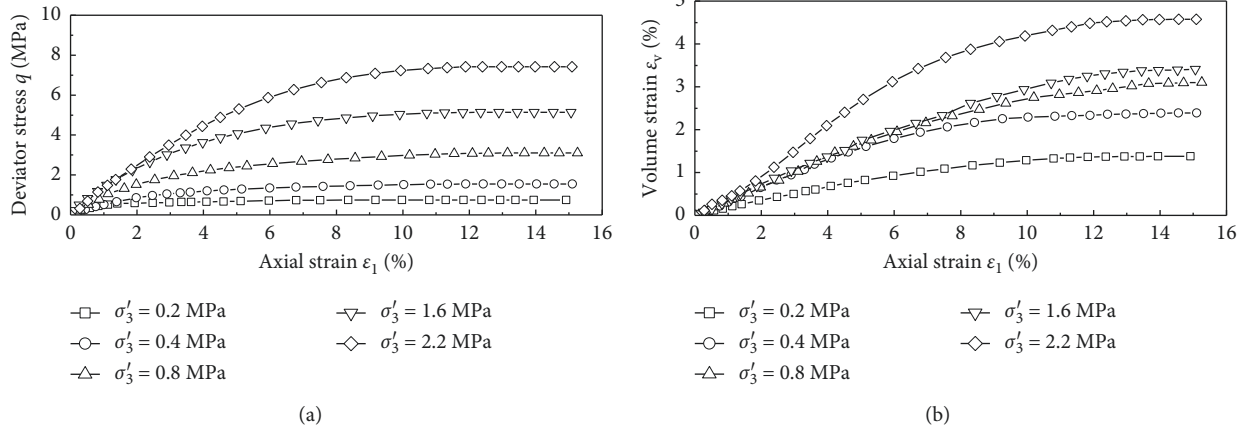 10
8
6
4
2
0
Deviator stress q (MPa)
0 2 4 6 8 10 12 14 16
Axial strain ε1 (%)
σ′3 = 0.2 MPa
σ′3 = 0.4 MPa
σ′3 = 0.8 MPa
σ′3 = 1.6 MPa
σ′3 = 2.2 MPa
(a)
5
4
3
2
1
0
Volume strain εv (%)
0 2 4 6 8 10 12 14 16
Axial strain ε1 (%)
σ′3 = 0.2 MPa
σ′3 = 0.4 MPa
σ′3 = 0.8 MPa
σ′3 = 1.6 MPa
σ′3 = 2.2 MPa
(b)